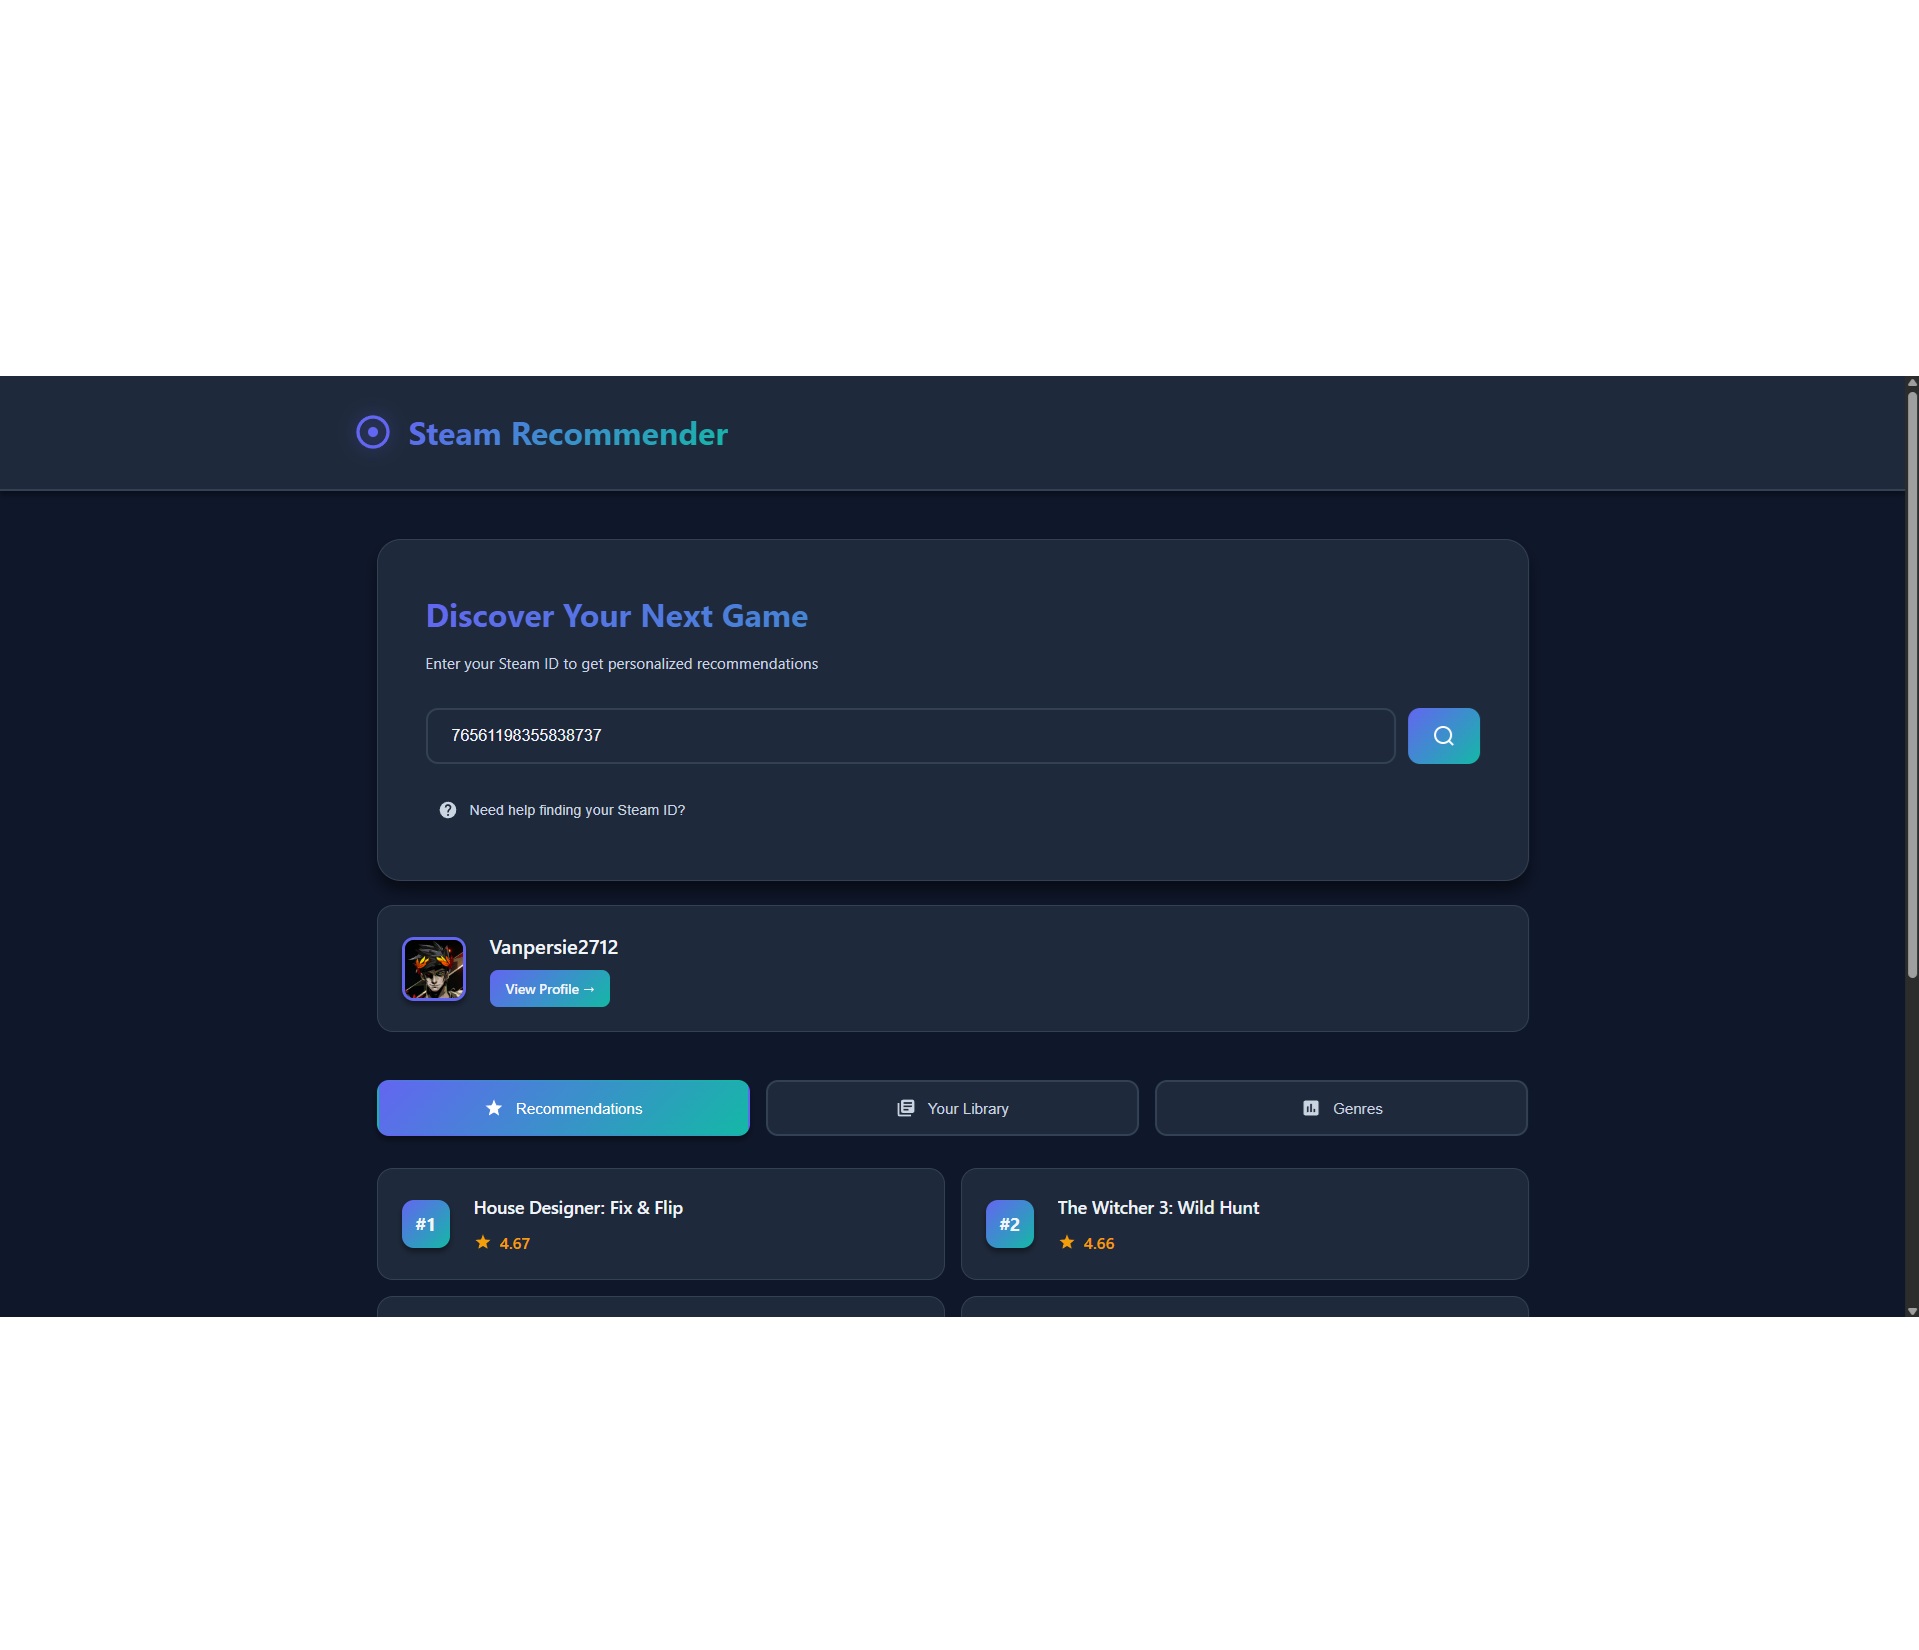 Steam Recommender
Discover Your Next Game
Enter your Steam ID to get personalized recommendations
76561198355838737
Need help finding your Steam ID?
Vanpersie2712
View Profile →
Recommendations
Your Library
Genres
#1
House Designer: Fix & Flip
4.67
#2
The Witcher 3: Wild Hunt
4.66